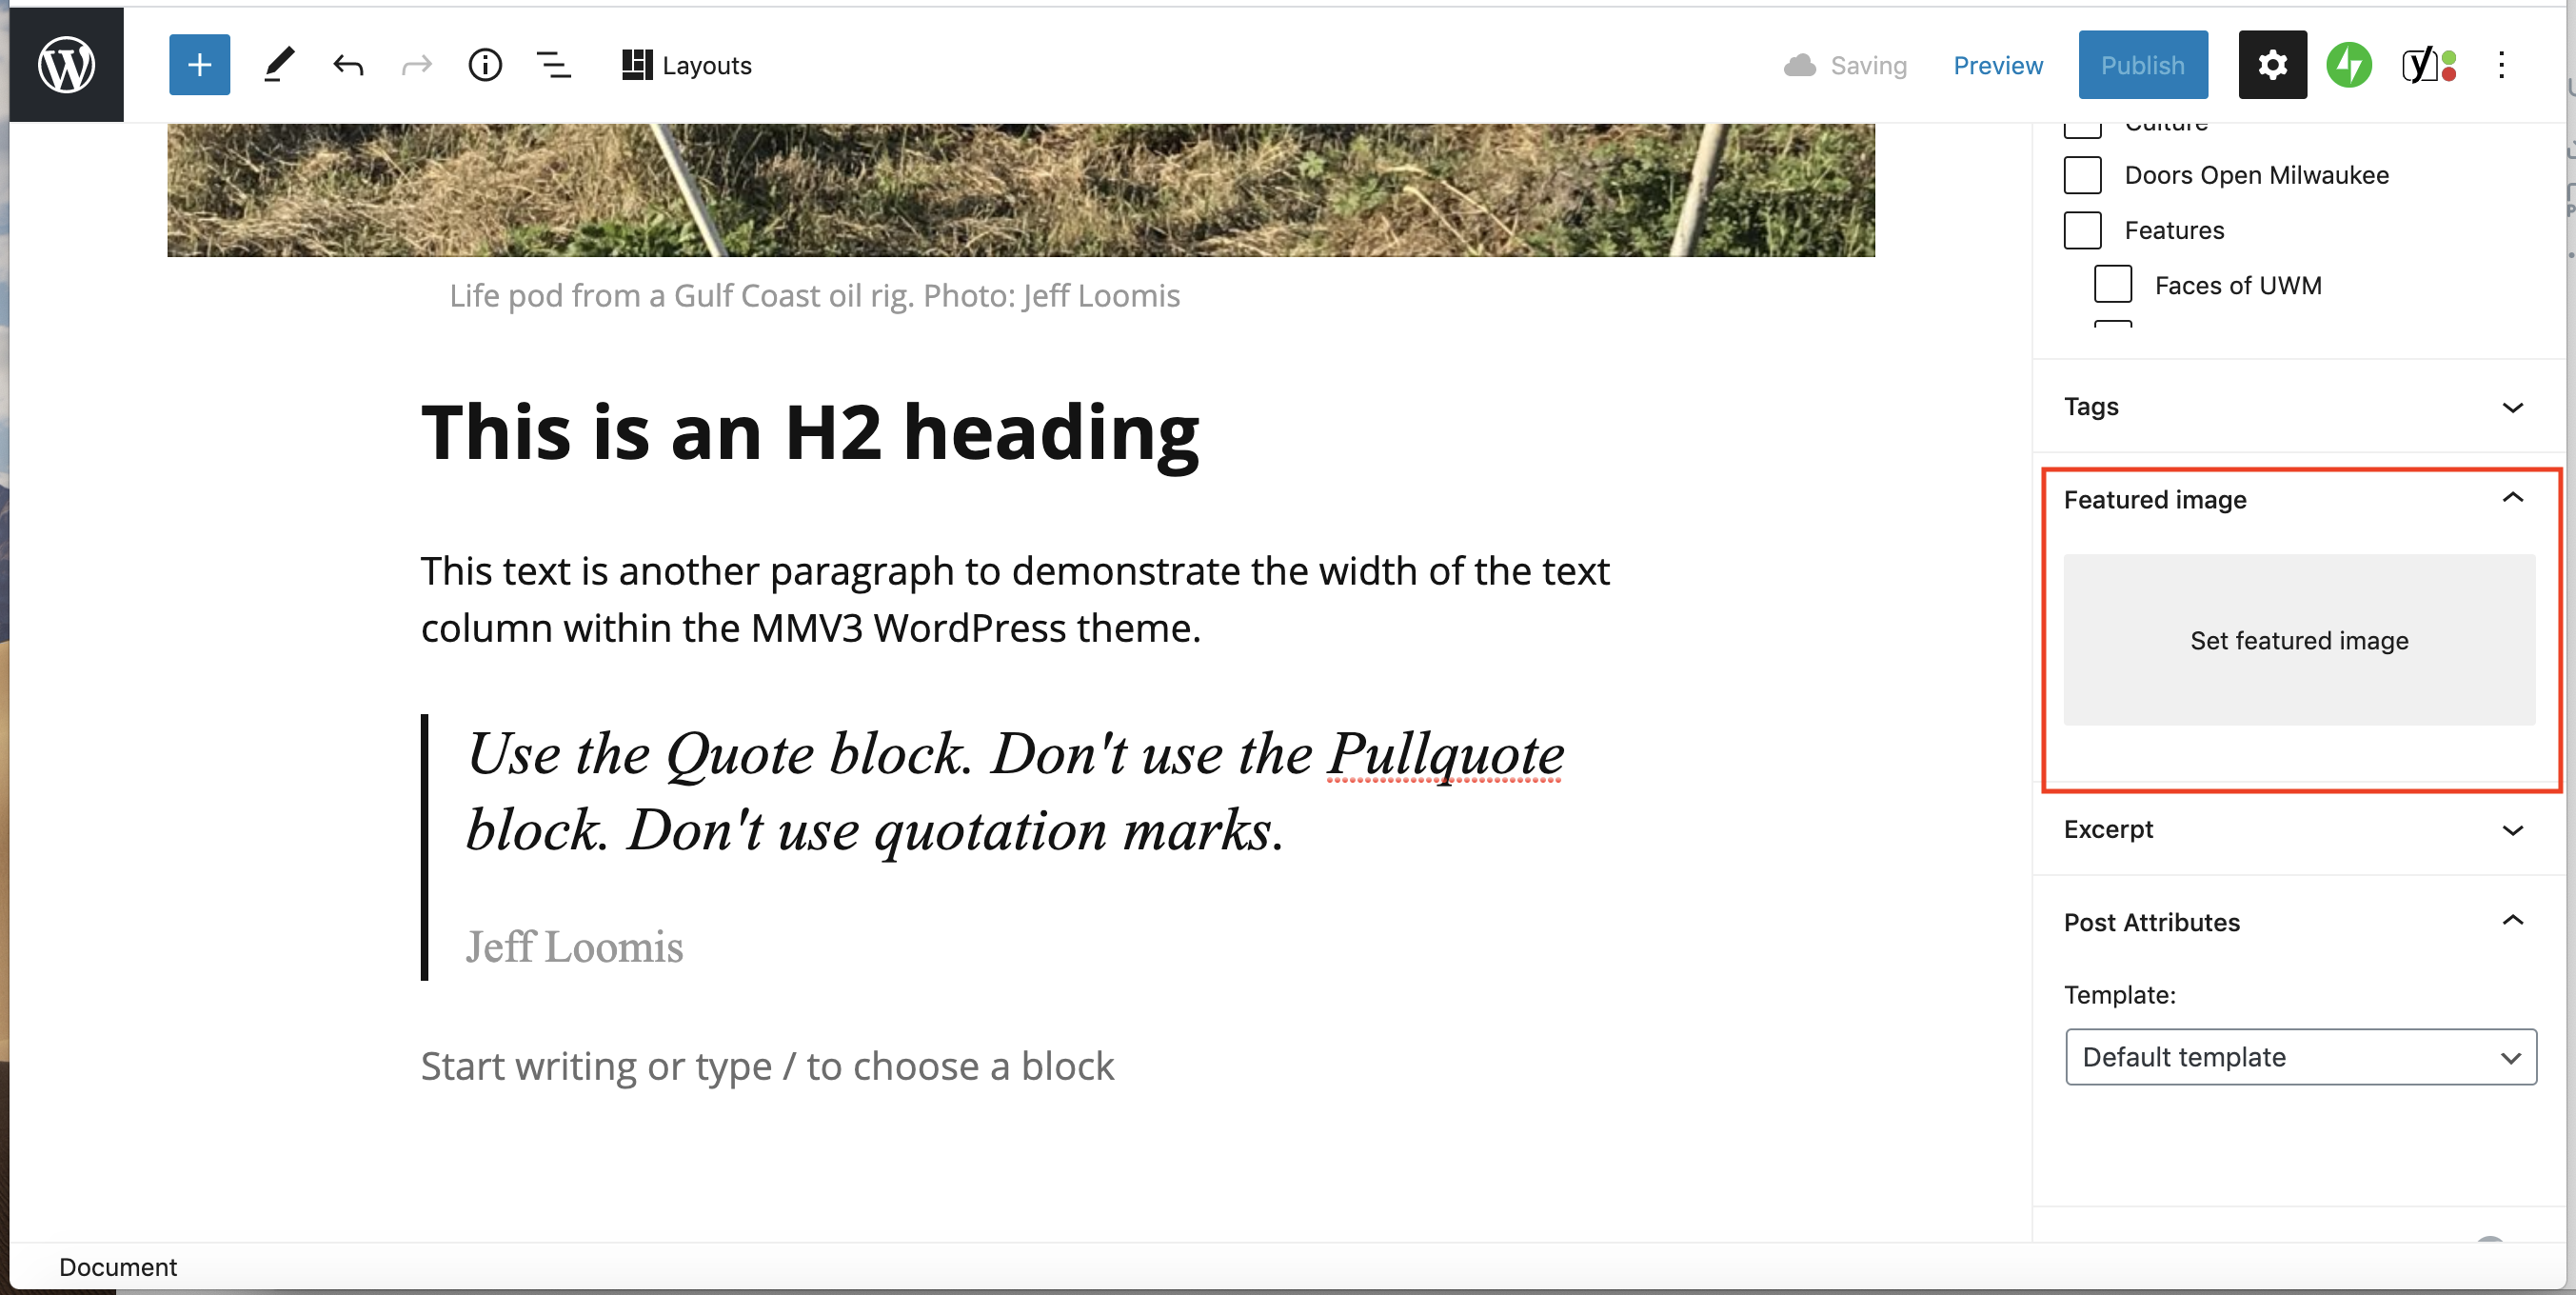 Layouts
Saving
Preview
Publish
Culture
Doors Open Milwaukee
Features
Faces of UWM
Life pod from a Gulf Coast oil rig. Photo: Jeff Loomis
This is an H2 heading
This text is another paragraph to demonstrate the width of the text
column within the MMV3 WordPress theme.
Use the Quote block. Don't use the Pullquote
block. Don't use quotation marks.
Jeff Loomis
Start writing or type / to choose a block
Tags
Featured image
Set featured image
Excerpt
Post Attributes
Template:
Default template
Document